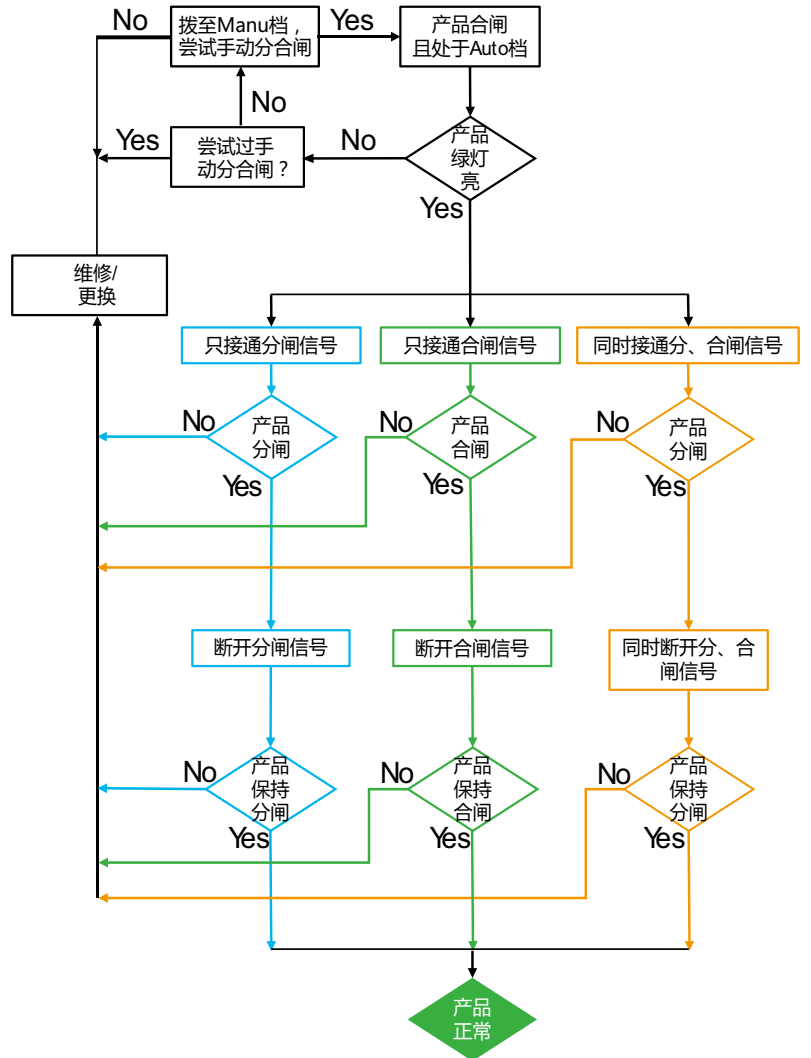 No
拨至Manu档，
尝试手动分合闸
Yes
产品合闸
且处于Auto档
No
Yes
尝试过手
动分合闸？
No
产品
绿灯
亮
Yes
维修/
更换
只接通分闸信号
只接通合闸信号
同时接通分、合闸信号
No
产品
分闸
Yes
No
产品
合闸
Yes
No
产品
分闸
Yes
断开分闸信号
断开合闸信号
同时断开分、合
闸信号
No
产品
保持
分闸
Yes
No
产品
保持
合闸
Yes
No
产品
保持
分闸
Yes
产品
正常